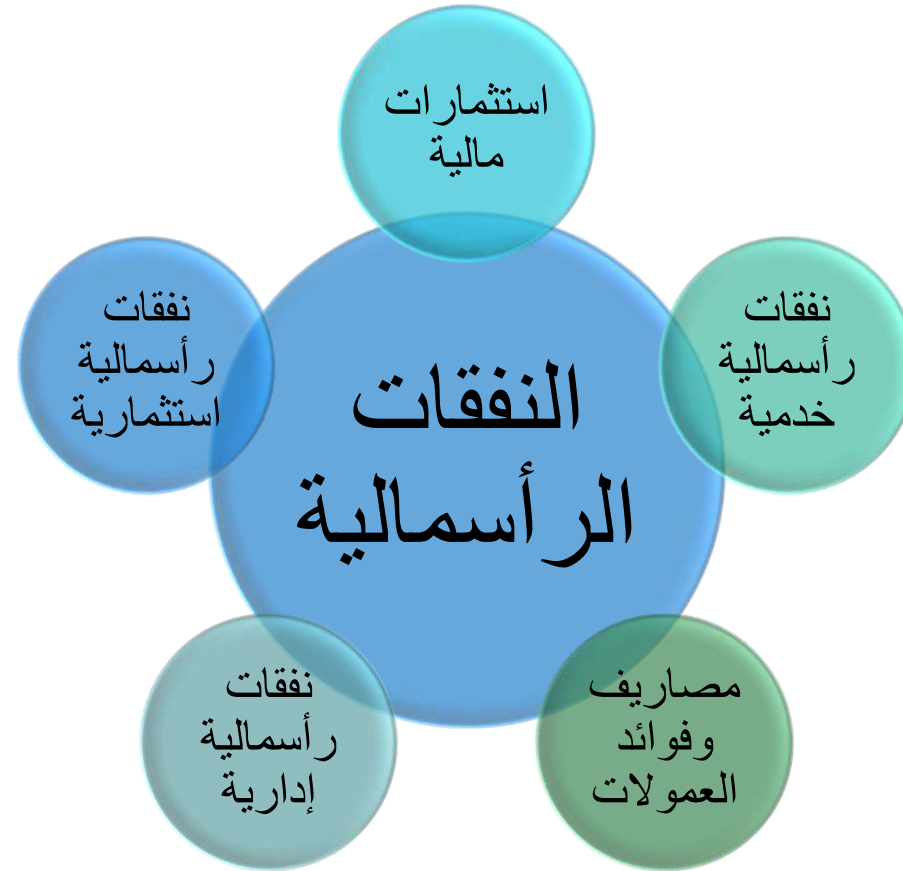 استثمارات
مالية
نفقات
رأسمالية
خدمية
نفقات
رأسمالية
استثمارية
النفقات
الرأسمالية
مصاريف
وفوائد
العمولات
نفقات
رأسمالية
إدارية